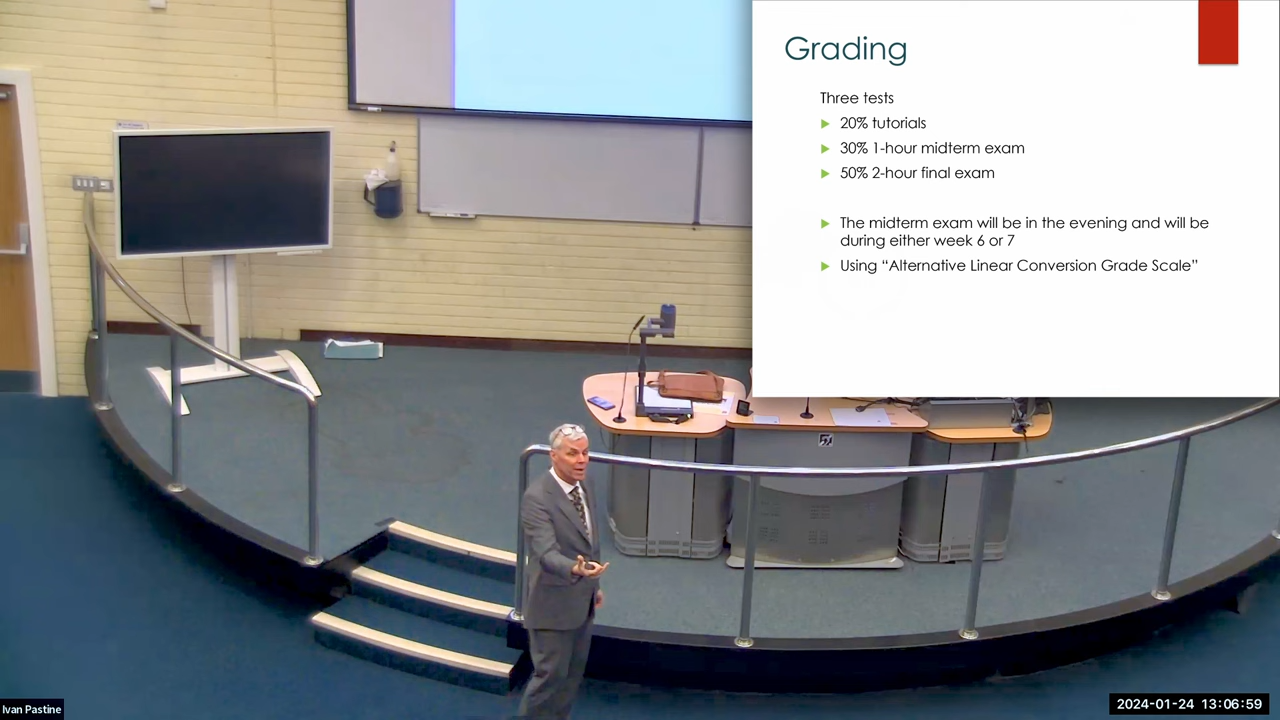 Grading
Three tests
20% tutorials
30% 1-hour midterm exam
50% 2-hour final exam
The midterm exam will be in the evening and will be
during either week 6 or 7
Using “Alternative Linear Conversion Grade Scale”
Ivan Pastine
2024-01-24 13:06:59